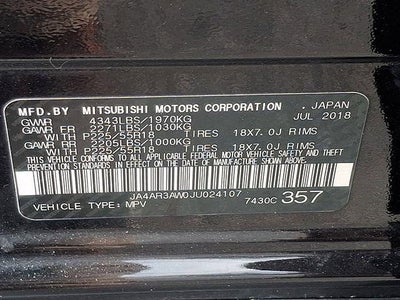 MFD.BY MITSUBISHI MOTORS CORPORATION , JAPAN
GVWR 4343LBS/1970KG JUL 2018
GAWR FR 2271LBS/1030KG
WITH P225/55R18 TIRES 18X7.0J RIMS
GAWR RR 2205LBS/1000KG
WITH P225/55R18 TIRES 18X7.0J RIMS
THIS VEHICLE CONFORMS TO ALL APPLICABLE FEDERAL MOTOR VEHICLE SAFETY, BUMPER, AND THEFT
PREVENTION STANDARDS IN EFFECT ON THE DATE OF MANUFACTURE SHOWN ABOVE.
JA4AR3AW0JU024107
VEHICLE TYPE: MPV 7430C 357